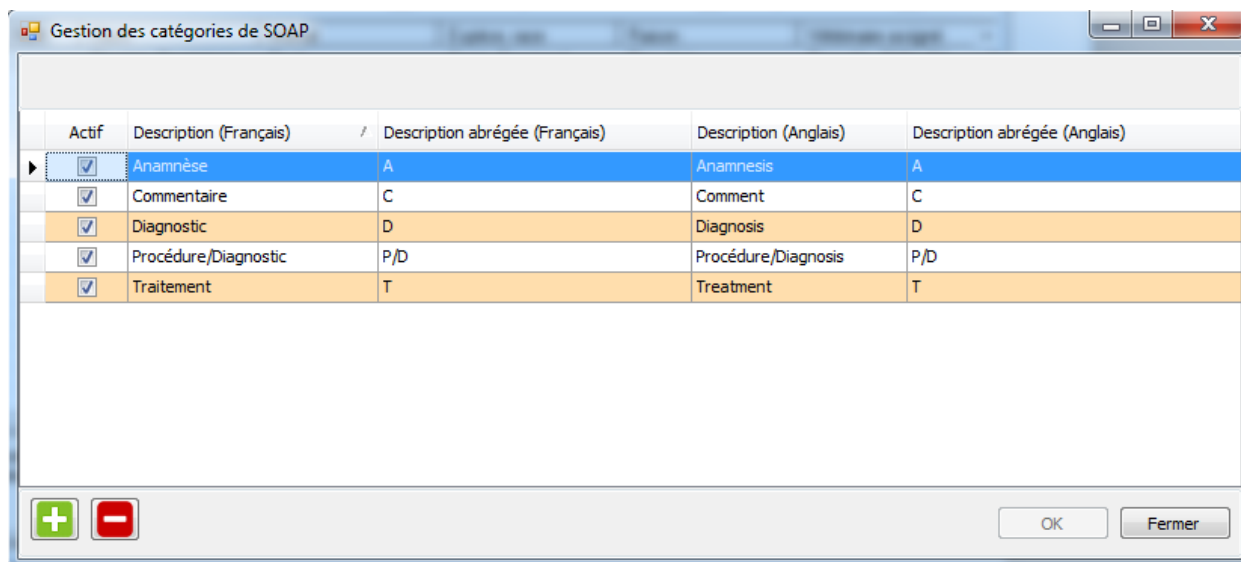 Gestion des catégories de SOAP
Actif Description (Français) Description abrégée (Français) Description (Anglais) Description abrégée (Anglais)
Anamnèse A Anamnesis A
Commentaire C Comment C
Diagnostic D Diagnosis D
Procédure/Diagnostic P/D Procédure/Diagnosis P/D
Traitement T Treatment T
OK Fermer